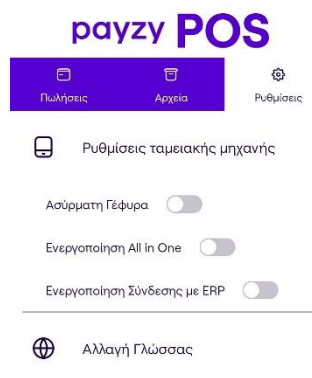 payzy POS
Πωλήσεις Αρχεία Ρυθμίσεις
Ρυθμίσεις ταμειακής μηχανής
Ασύρματη Γέφυρα
Ενεργοποίηση All in One
Ενεργοποίηση Σύνδεσης με ERP
Αλλαγή Γλώσσας